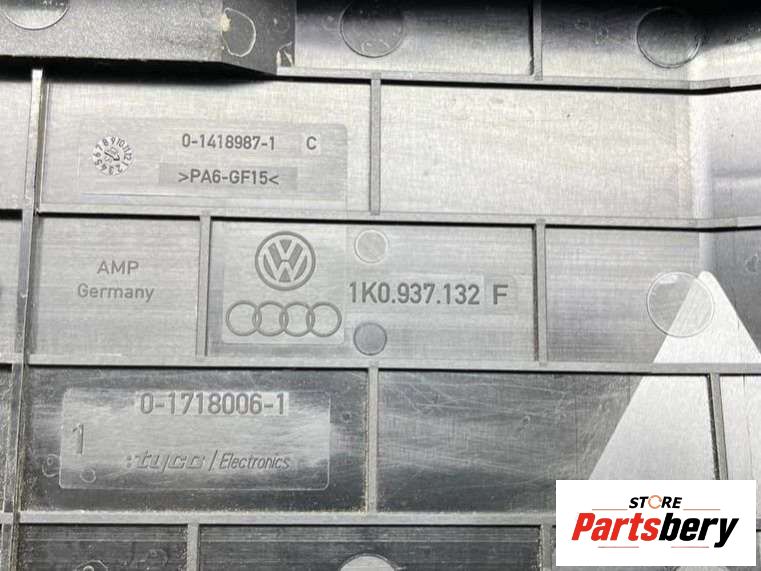 0-1418987-1 C
>PA6-GF15<
AMP
Germany
1K0.937.132 F
0-1718006-1
1
tyco / Electronics
STORE
Partsbery